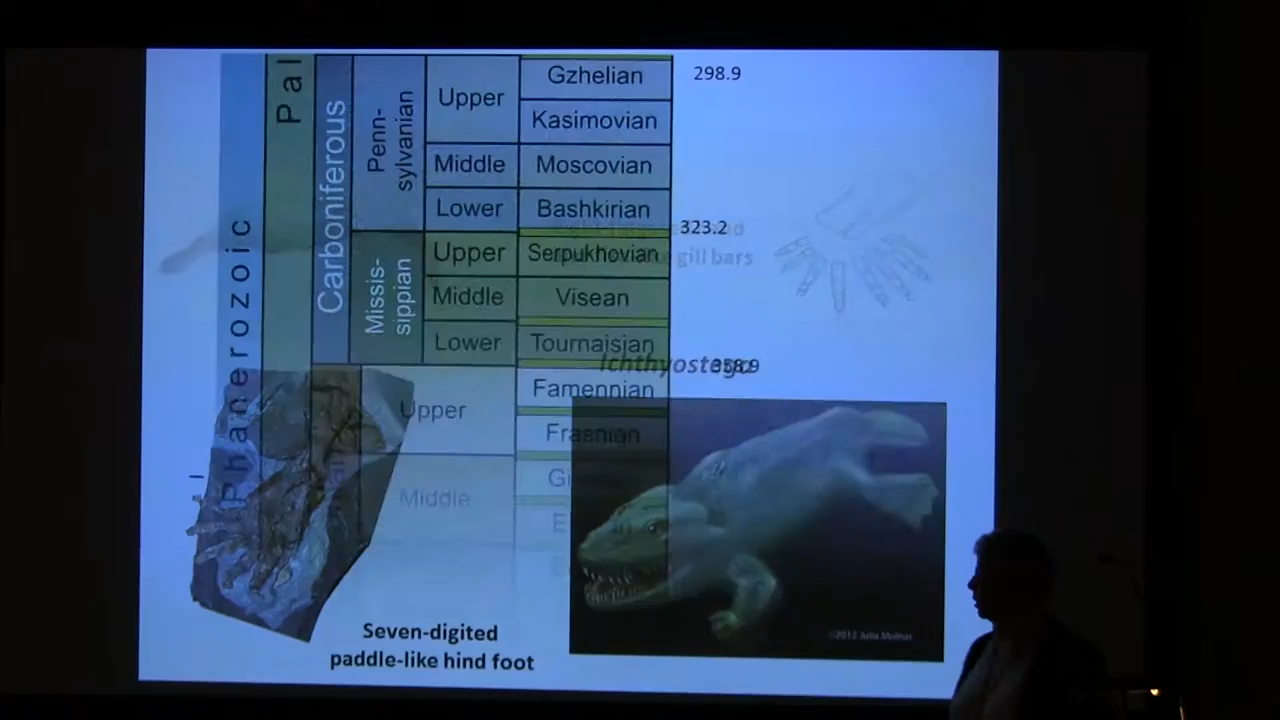 Phanerozoic
Pal
Carboniferous
Penn-
sylvanian
Missis-
sippian
Upper
Middle
Lower
Upper
Middle
Lower
Upper
Middle
Gzhelian
Kasimovian
Moscovian
Bashkirian
Serpukhovian
Visean
Tournaisian
Famennian
Frasnian
Gi
E
298.9
323.2
358.9
gill bars
Ichthyostega
Seven-digited
paddle-like hind foot
©2012 Julia Molnar